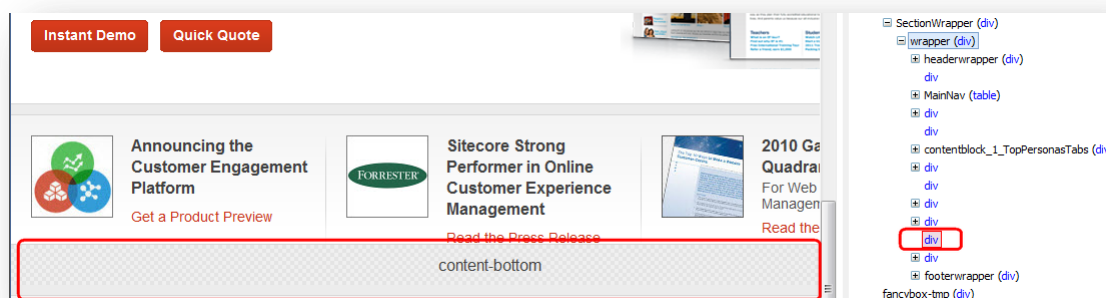 Instant Demo
Quick Quote
Teachers
Announcing the
Customer Engagement
Platform
Get a Product Preview
FORRESTER
Sitecore Strong
Performer in Online
Customer Experience
Management
Read the Press Release
2010 Ga
Quadra
For Web
Managem
Read the
content-bottom
SectionWrapper (div)
wrapper (div)
headerwrapper (div)
div
MainNav (table)
div
div
contentblock_1_TopPersonasTabs (div
div
div
div
div
div
div
footerwrapper (div)
fancybox-tmp (div)